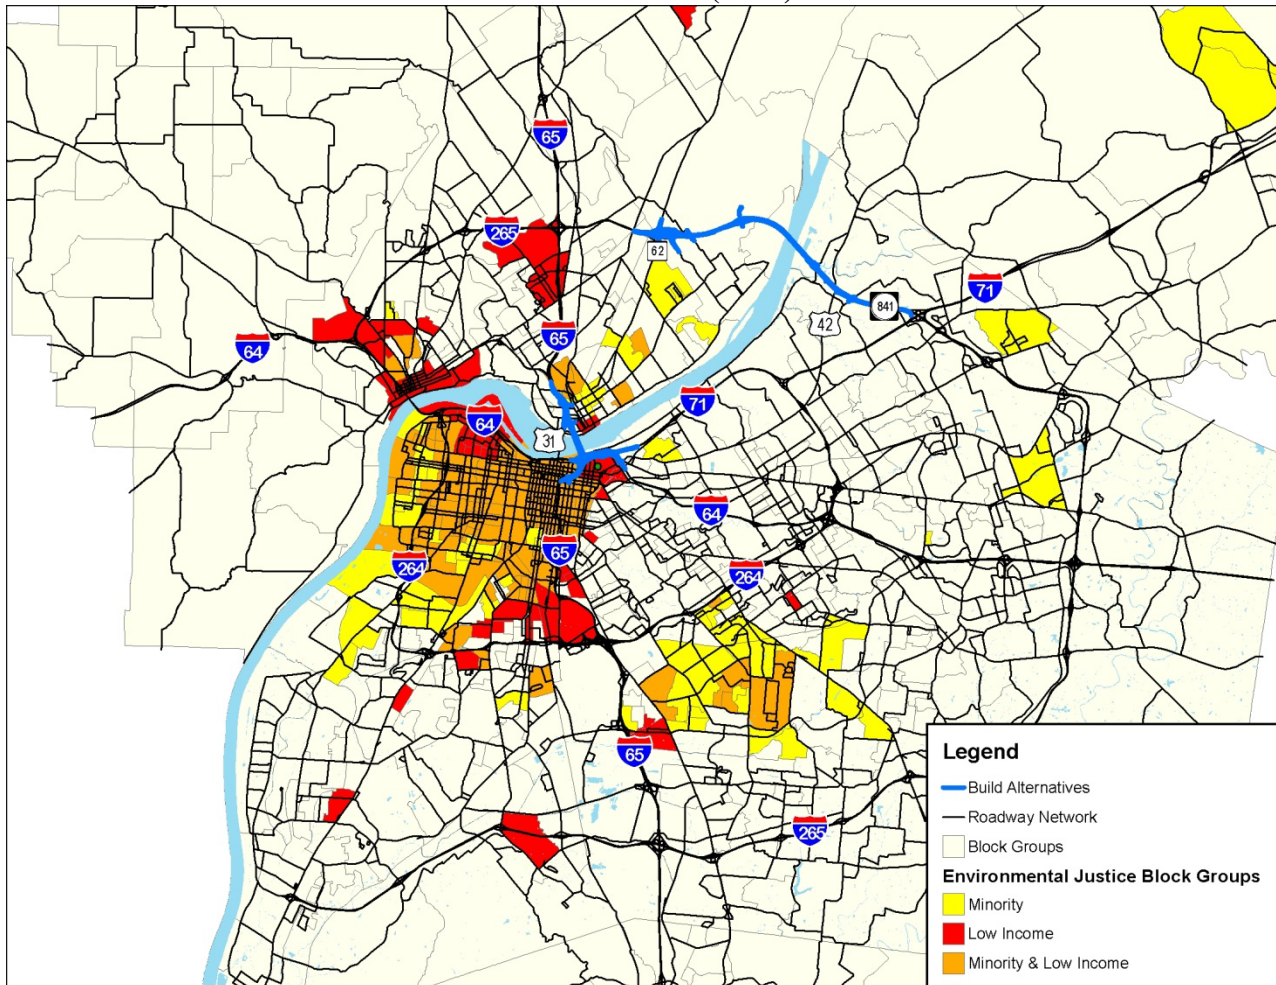 65
265
62
71
841
42
65
64
71
64
31
64
65
264
264
65
265
Legend
Build Alternatives
Roadway Network
Block Groups
Environmental Justice Block Groups
Minority
Low Income
Minority & Low Income